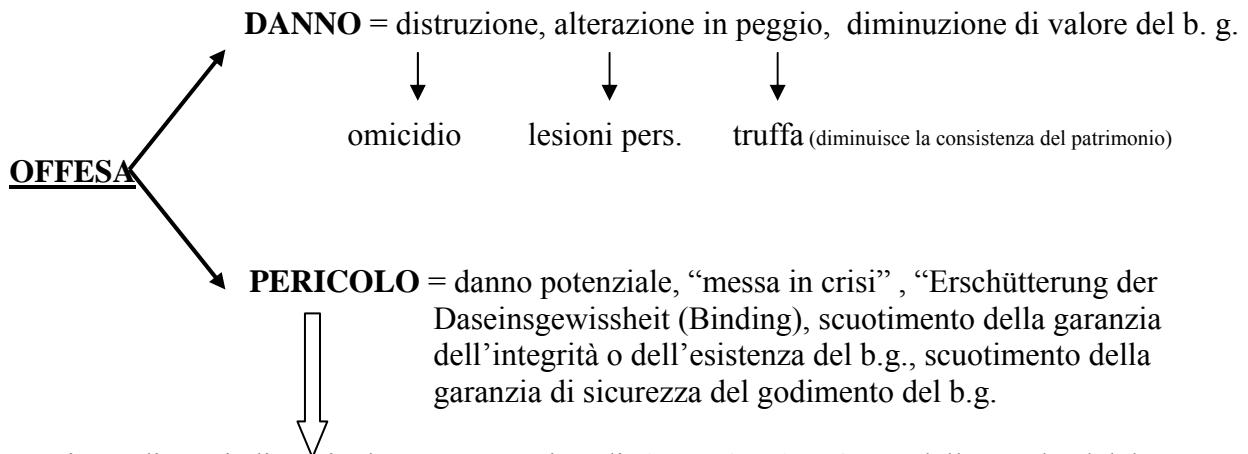 DANNO = distruzione, alterazione in peggio, diminuzione di valore del b. g.
omicidio lesioni pers. truffa (diminuisce la consistenza del patrimonio)
OFFESA
PERICOLO = danno potenziale, “messa in crisi” , “Erschütterung der
Daseinsgewissheit (Binding), scuotimento della garanzia
dell’integrità o dell’esistenza del b.g., scuotimento della
garanzia di sicurezza del godimento del b.g.